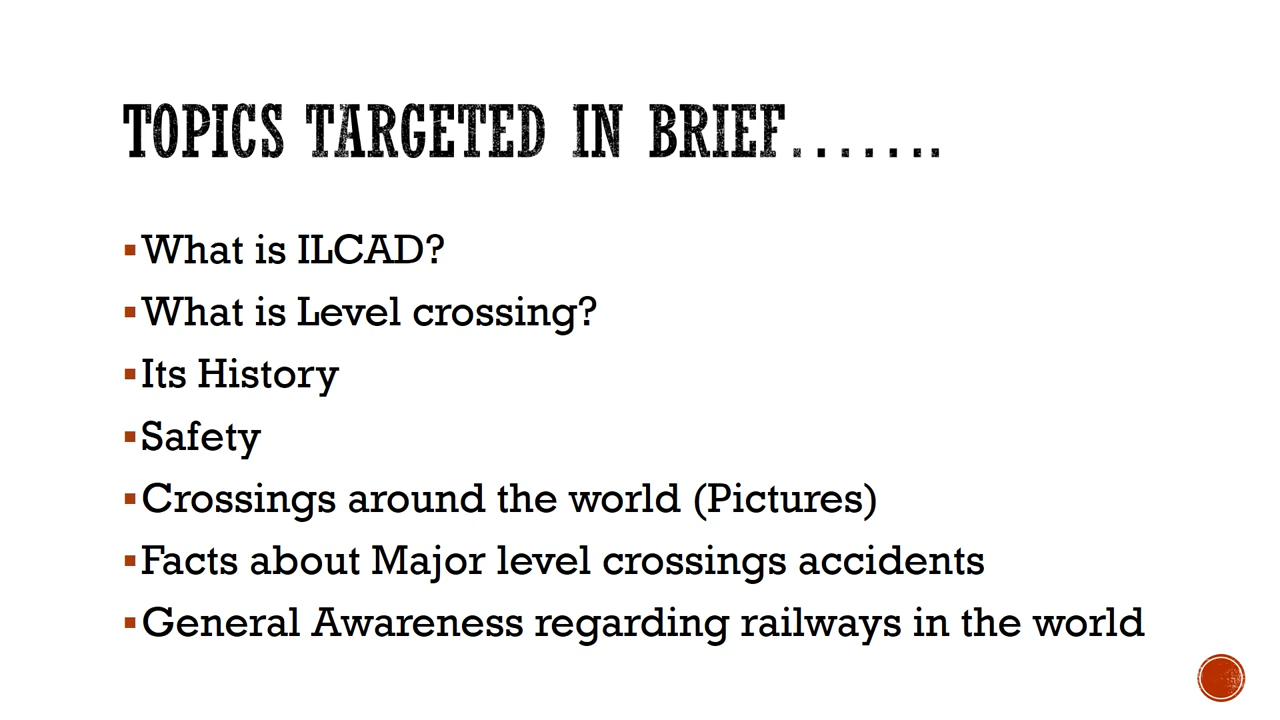 TOPICS TARGETED IN BRIEF.......
▪What is ILCAD?
▪What is Level crossing?
▪Its History
▪Safety
▪Crossings around the world (Pictures)
▪Facts about Major level crossings accidents
▪General Awareness regarding railways in the world